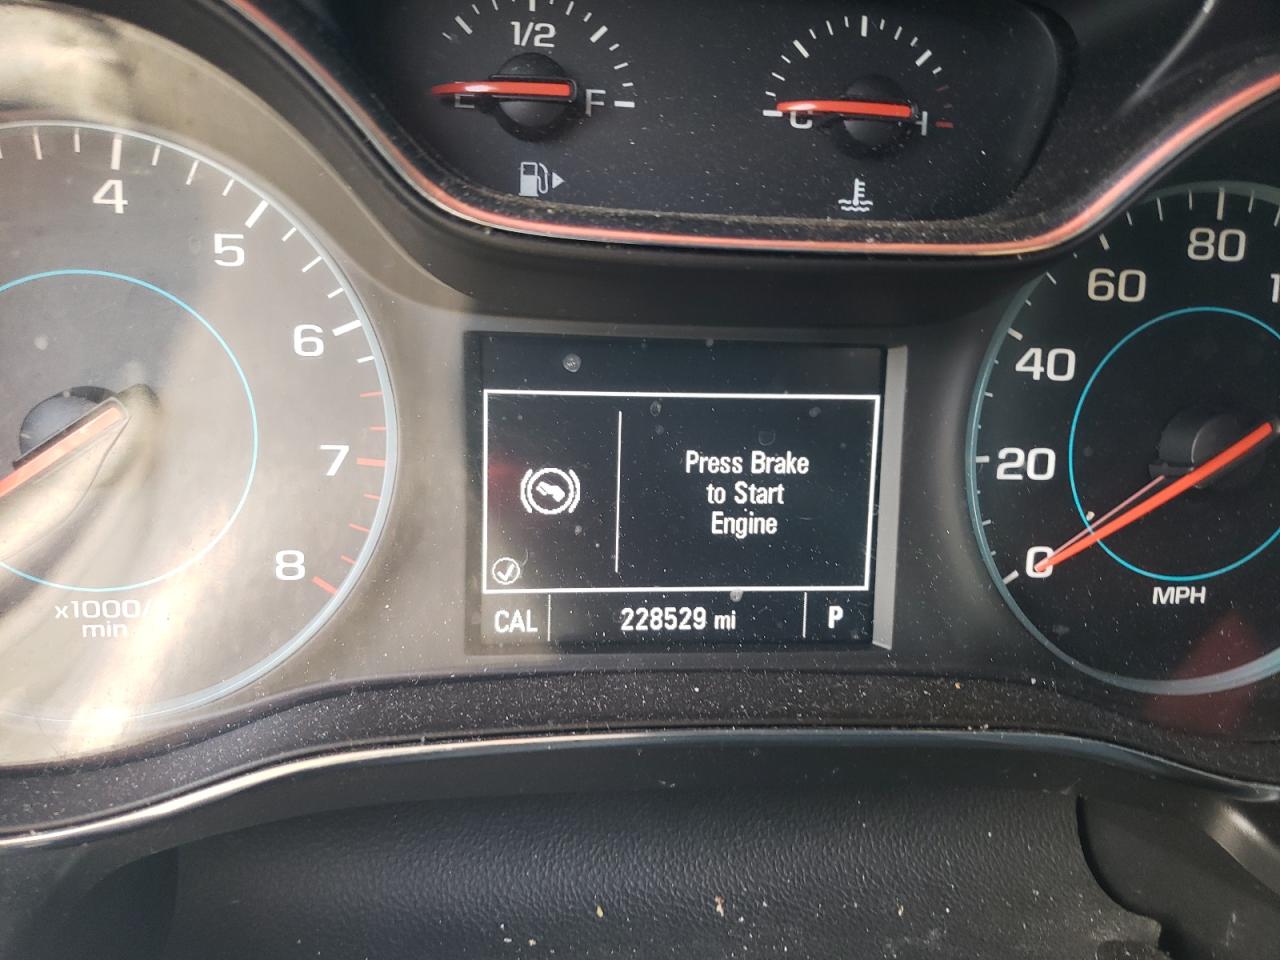 1/2
E F
C H
4
5
6
7
8
x1000/
min
80
60
40
20
0
MPH
Press Brake
to Start
Engine
CAL 228529 mi P